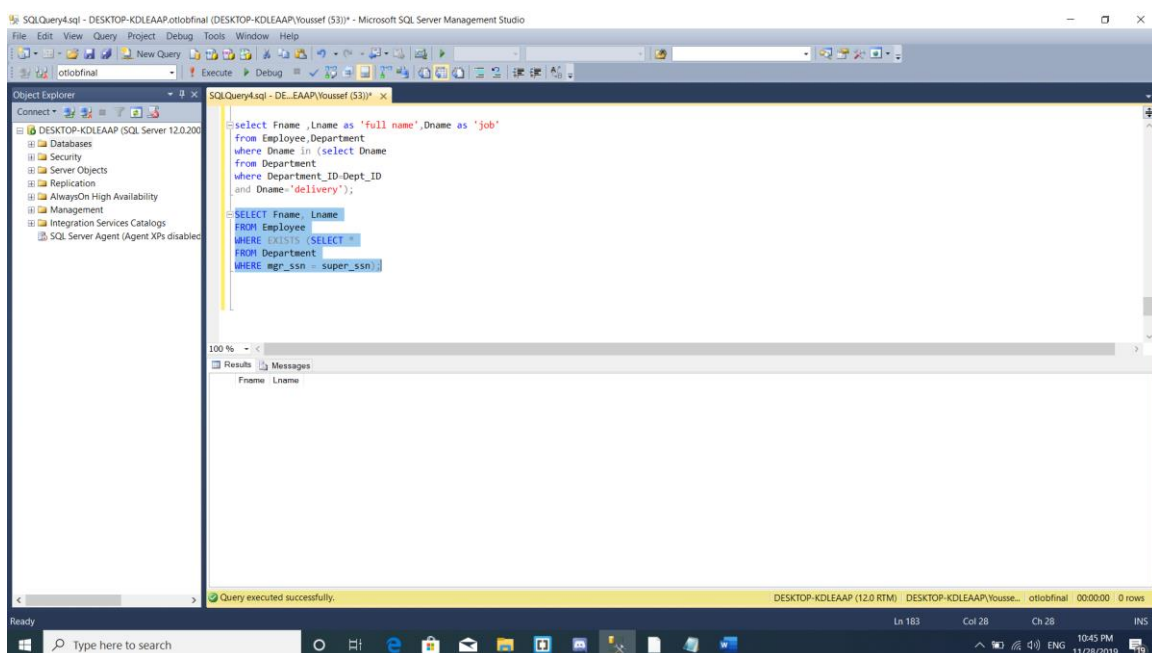 SQLQuery4.sql - DESKTOP-KDLEAAP.otlobfinal (DESKTOP-KDLEAAP\Youssef (53))* - Microsoft SQL Server Management Studio
File Edit View Query Project Debug Tools Window Help
New Query
otlobfinal Execute Debug
Object Explorer
SQLQuery4.sql - DE...EAAP\Youssef (53))*
Connect
DESKTOP-KDLEAAP (SQL Server 12.0.200
Databases
Security
Server Objects
Replication
AlwaysOn High Availability
Management
Integration Services Catalogs
SQL Server Agent (Agent XPs disabled
select Fname ,Lname as 'full name',Dname as 'job'
from Employee,Department
where Dname in (select Dname
from Department
where Department_ID=Dept_ID
and Dname='delivery');
SELECT Fname, Lname
FROM Employee
WHERE EXISTS (SELECT *
FROM Department
WHERE mgr_ssn = super_ssn);
100 %
Results Messages
Fname Lname
Query executed successfully.
DESKTOP-KDLEAAP (12.0 RTM) DESKTOP-KDLEAAP\Yousse... otlobfinal 00:00:00 0 rows
Ready Ln 183 Col 28 Ch 28 INS
Type here to search
ENG 10:45 PM
11/28/2019